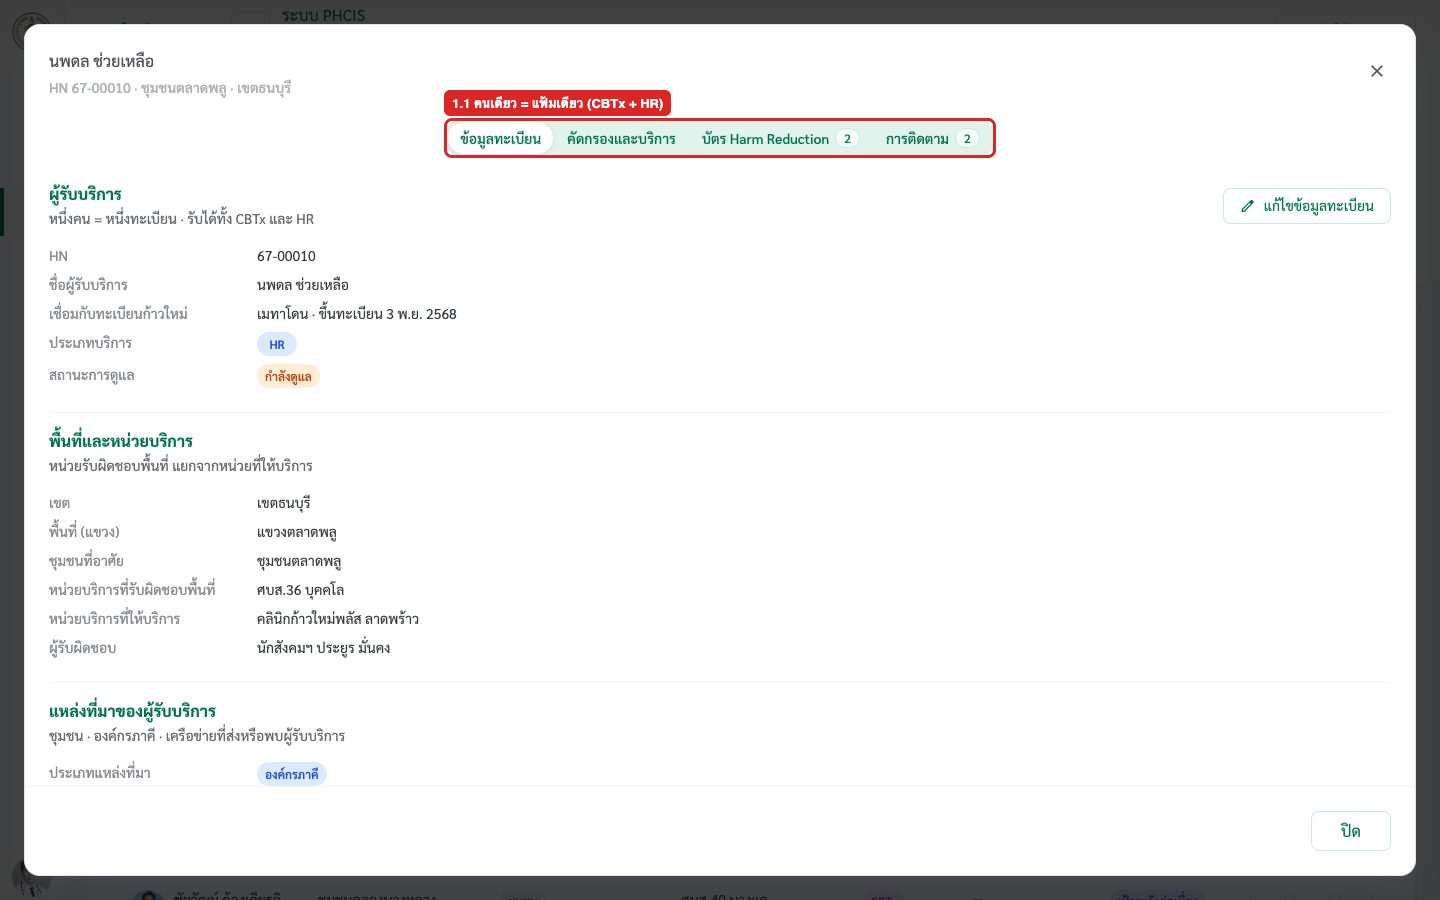 ระบบ PHCIS
นพดล ช่วยเหลือ
HN 67-00010 · ชุมชนตลาดพลู · เขตธนบุรี
1.1 คนเดียว = แฟ้มเดียว (CBTx + HR)
ข้อมูลทะเบียน คัดกรองและบริการ บัตร Harm Reduction 2 การติดตาม 2
ผู้รับบริการ
หนึ่งคน = หนึ่งทะเบียน · รับได้ทั้ง CBTx และ HR
แก้ไขข้อมูลทะเบียน
HN 67-00010
ชื่อผู้รับบริการ นพดล ช่วยเหลือ
เชื่อมกับทะเบียนก้าวใหม่ เมทาโดน · ขึ้นทะเบียน 3 พ.ย. 2568
ประเภทบริการ HR
สถานะการดูแล กำลังดูแล
พื้นที่และหน่วยบริการ
หน่วยรับผิดชอบพื้นที่ แยกจากหน่วยที่ให้บริการ
เขต เขตธนบุรี
พื้นที่ (แขวง) แขวงตลาดพลู
ชุมชนที่อาศัย ชุมชนตลาดพลู
หน่วยบริการที่รับผิดชอบพื้นที่ ศบส.36 บุคคโล
หน่วยบริการที่ให้บริการ คลินิกก้าวใหม่พลัส ลาดพร้าว
ผู้รับผิดชอบ นักสังคมฯ ประยูร มั่นคง
แหล่งที่มาของผู้รับบริการ
ชุมชน · องค์กรภาคี · เครือข่ายที่ส่งหรือพบผู้รับบริการ
ประเภทแหล่งที่มา องค์กรภาคี
ปิด